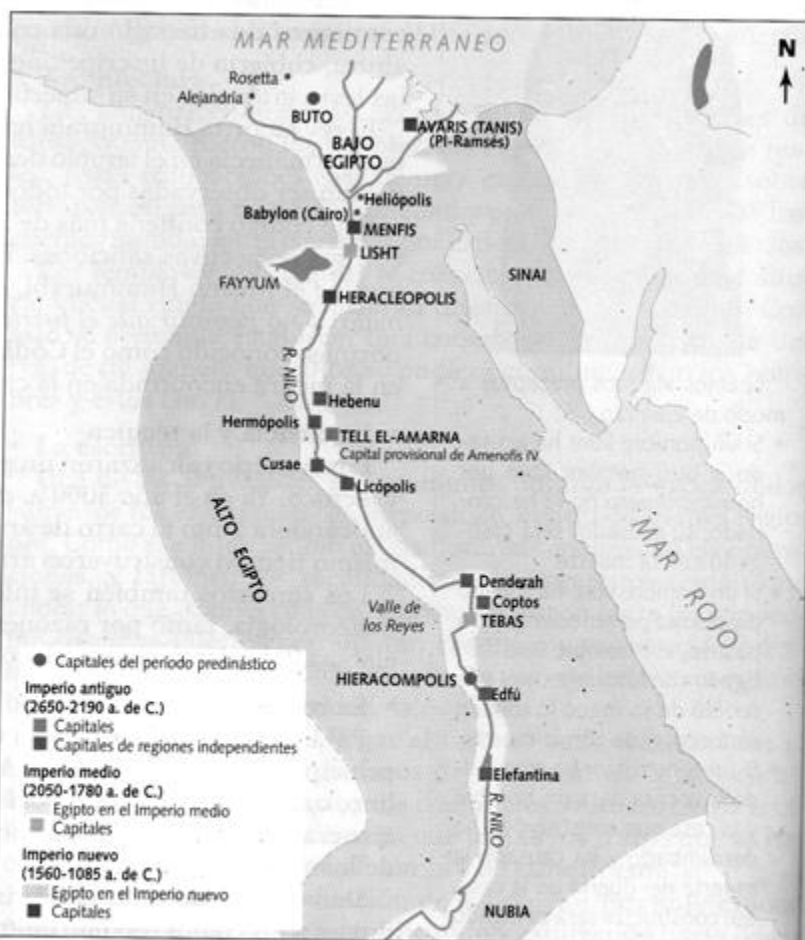 MAR MEDITERRANEO
N
Rosetta
Alejandría
BUTO
AVARIS (TANIS)
(PI-Ramsés)
BAJO
EGIPTO
Heliópolis
Babylon (Cairo)
MENFIS
LISHT
FAYYUM
SINAI
HERACLEOPOLIS
R. NILO
Hebenu
Hermópolis
TELL EL-AMARNA
Capital provisional de Amenofis IV
Cusae
Licópolis
ALTO EGIPTO
MAR ROJO
Denderah
Valle de
los Reyes
Coptos
TEBAS
HIERACOMPOLIS
Edfú
Elefantina
R. NILO
NUBIA
Capitales del período predinástico
Imperio antiguo
(2650-2190 a. de C.)
Capitales
Capitales de regiones independientes
Imperio medio
(2050-1780 a. de C.)
Egipto en el Imperio medio
Capitales
Imperio nuevo
(1560-1085 a. de C.)
Egipto en el Imperio nuevo
Capitales